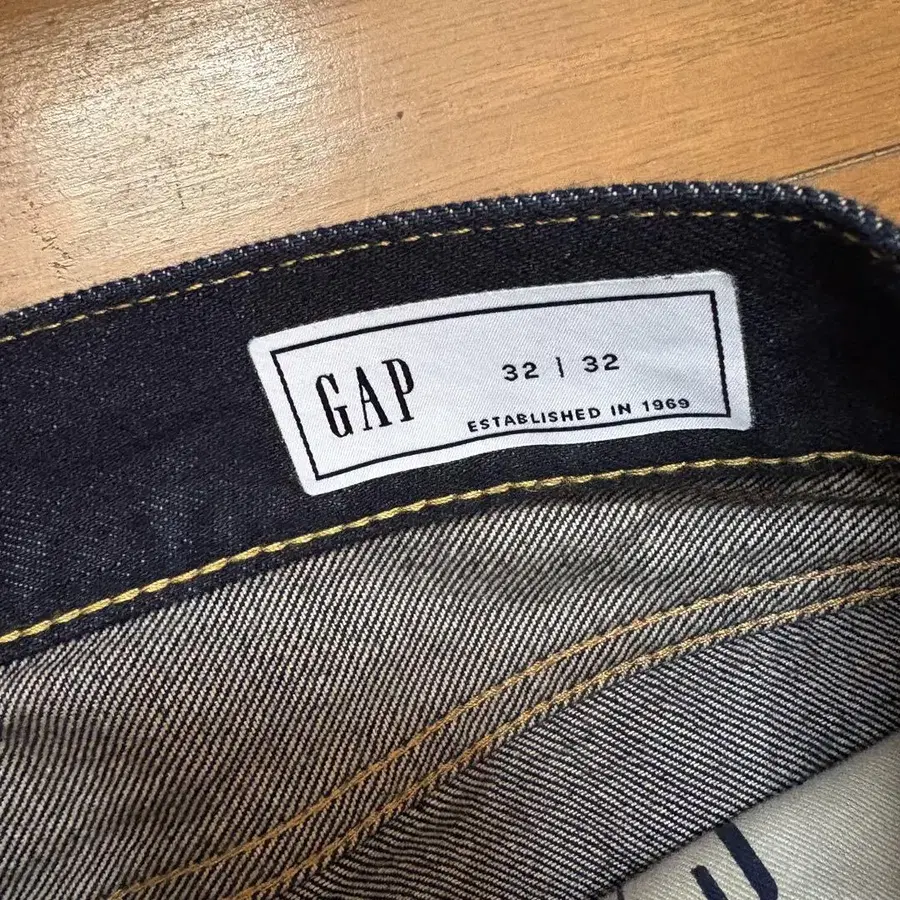 GAP
32 | 32
ESTABLISHED IN 1969